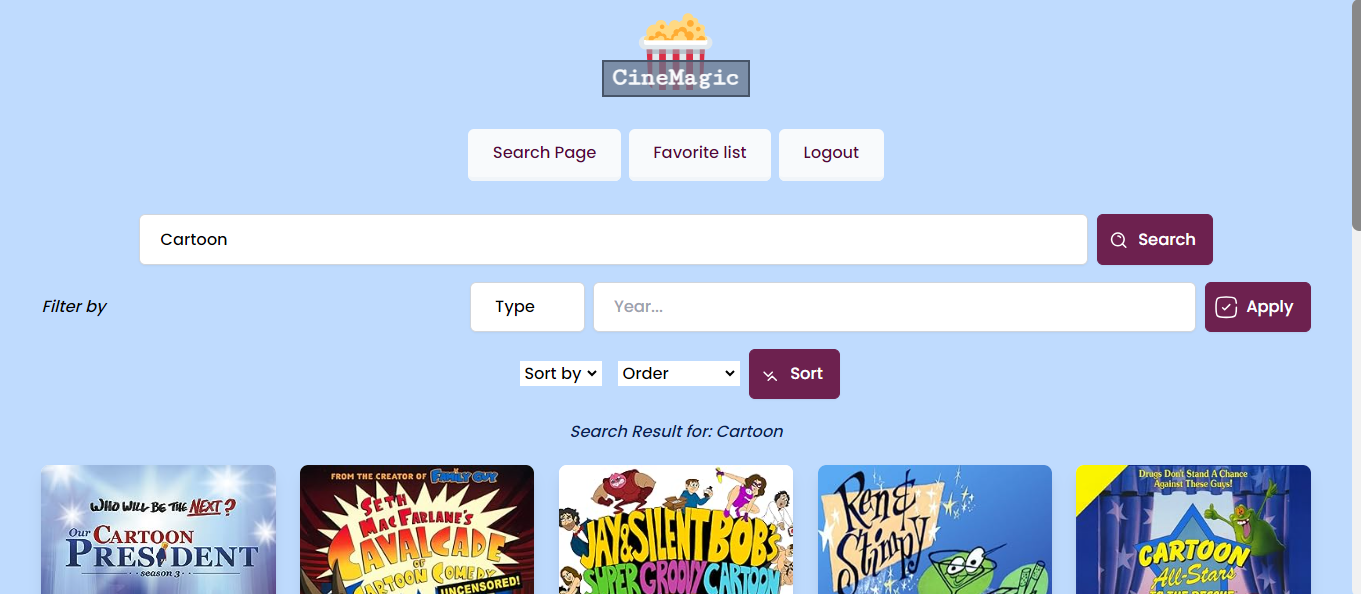 CineMagic
Search Page Favorite list Logout
Cartoon Search
Filter by Type Year... Apply
Sort by Order Sort
Search Result for: Cartoon
WHO WILL BE THE NEXT?
Our
CARTOON
PRESIDENT
season 3
FROM THE CREATOR OF FAMILY GUY
SETH
MACFARLANE'S
CAVALCADE
OF
CARTOON COMEDY
UNCENSORED!
JAY & SILENT BOB'S
SUPER GROOVY CARTOON
Ren &
Stimpy
Drugs Don't Stand A Chance
Against These Guys!
CARTOON
All-Stars
TO THE RESCUE